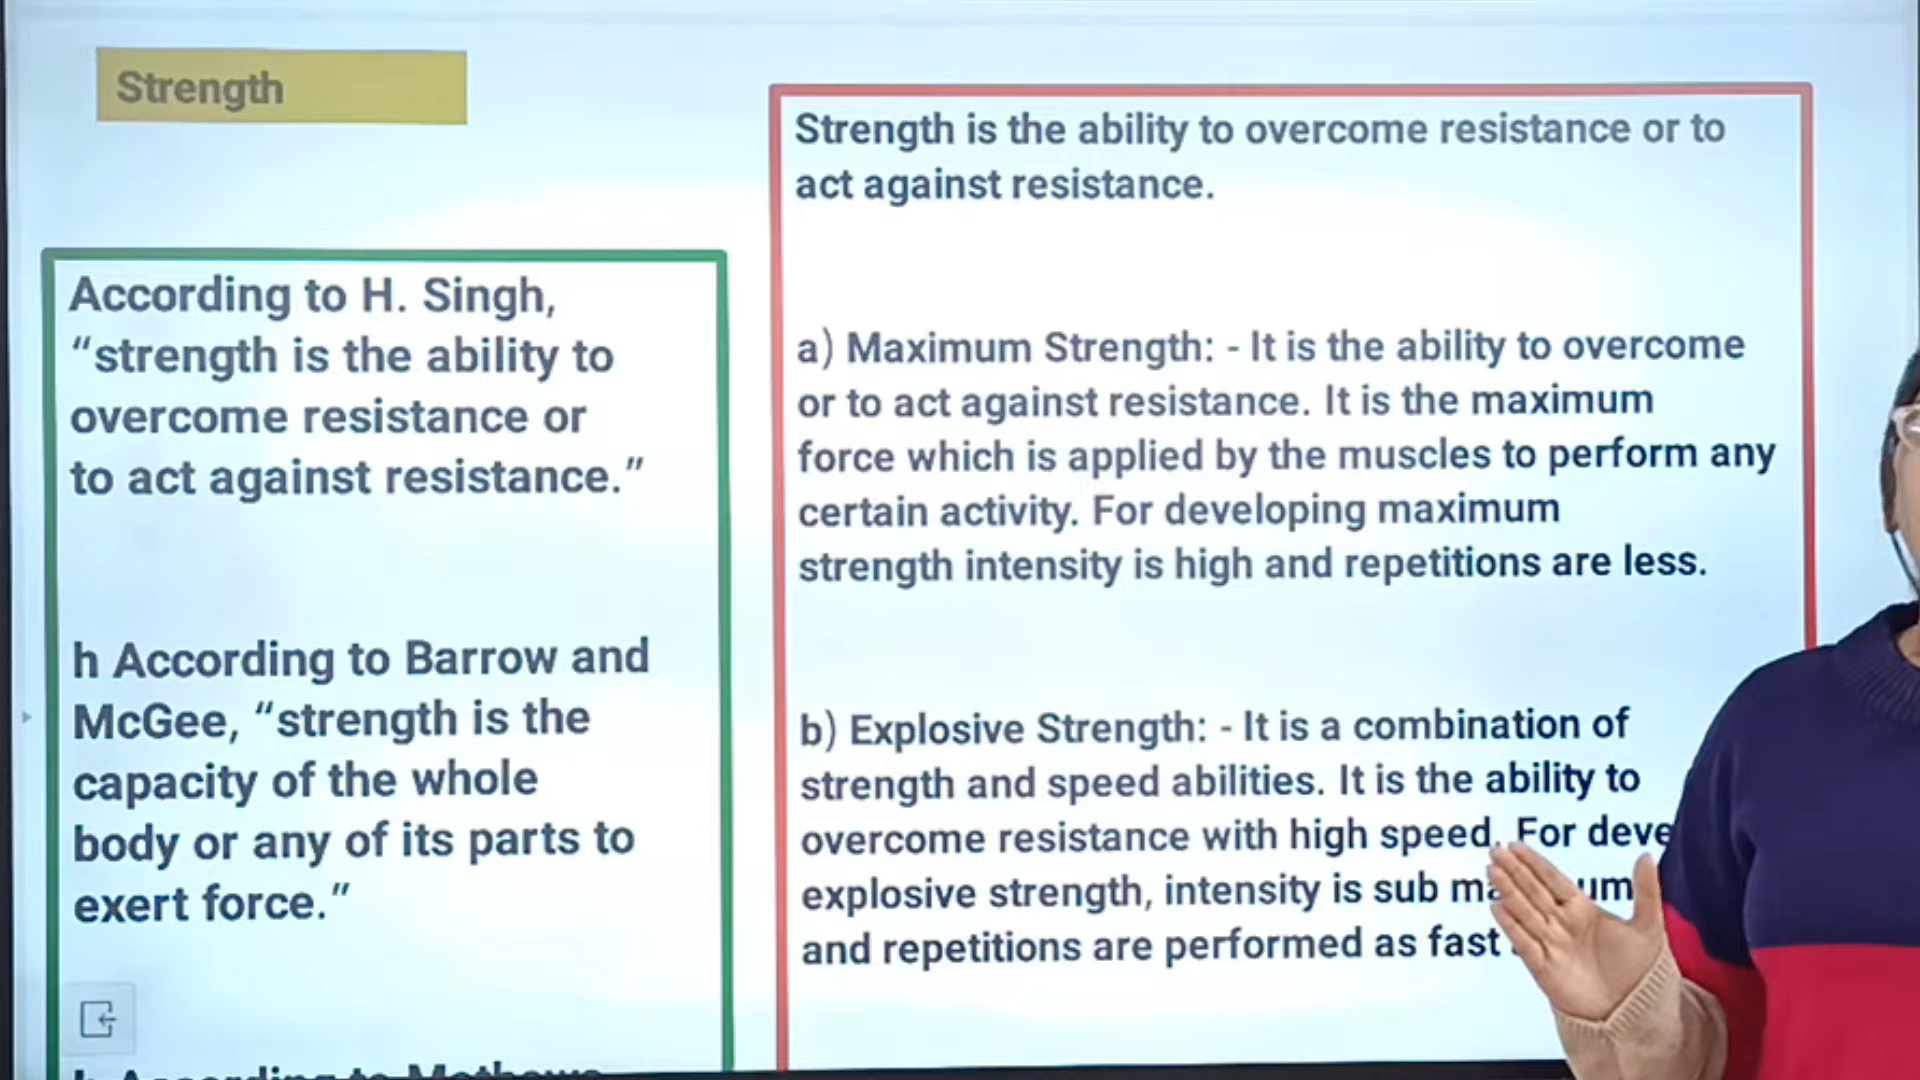 Strength
According to H. Singh,
“strength is the ability to
overcome resistance or
to act against resistance.”
h According to Barrow and
McGee, “strength is the
capacity of the whole
body or any of its parts to
exert force.”
Strength is the ability to overcome resistance or to
act against resistance.
a) Maximum Strength: - It is the ability to overcome
or to act against resistance. It is the maximum
force which is applied by the muscles to perform any
certain activity. For developing maximum
strength intensity is high and repetitions are less.
b) Explosive Strength: - It is a combination of
strength and speed abilities. It is the ability to
overcome resistance with high speed. For
explosive strength, intensity is sub
and repetitions are performed as fast